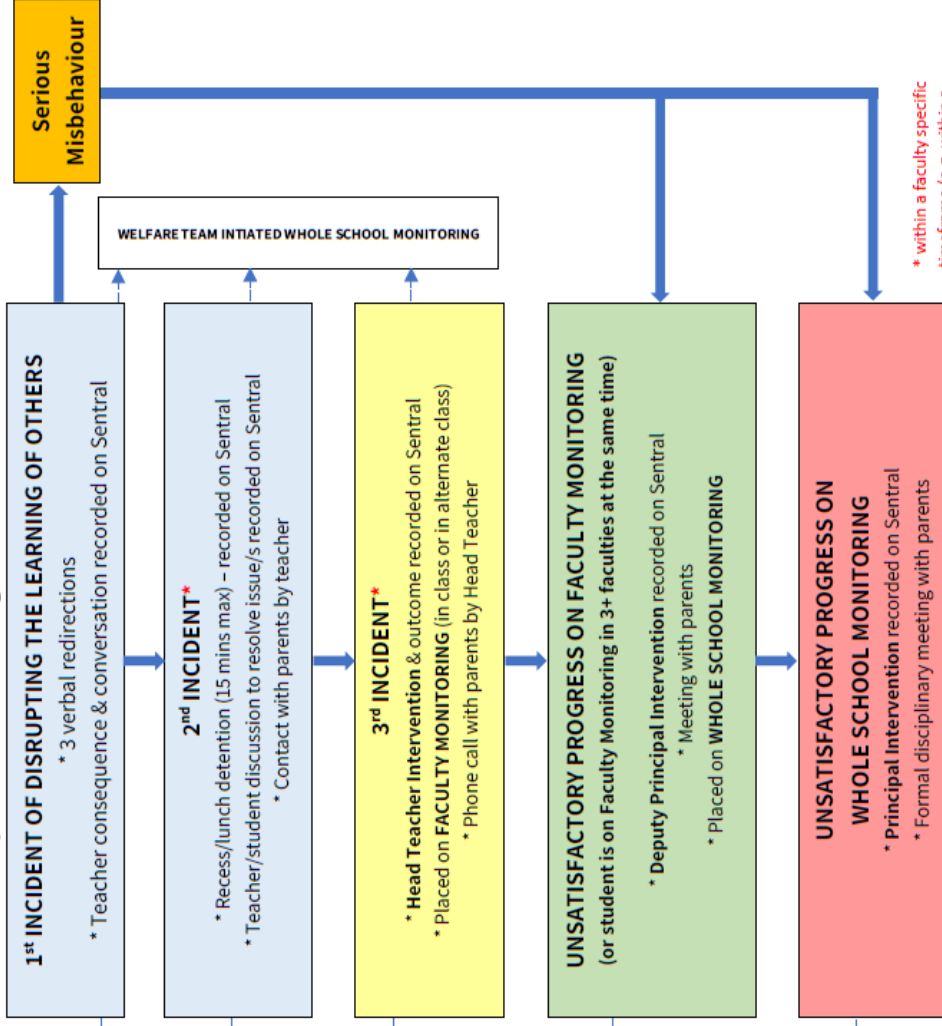 Serious
Misbehaviour
WELFARE TEAM INTIATED WHOLE SCHOOL MONITORING
1st INCIDENT OF DISRUPTING THE LEARNING OF OTHERS
* 3 verbal redirections
* Teacher consequence & conversation recorded on Sentral
2nd INCIDENT*
* Recess/lunch detention (15 mins max) – recorded on Sentral
* Teacher/student discussion to resolve issue/s recorded on Sentral
* Contact with parents by teacher
3rd INCIDENT*
* Head Teacher Intervention & outcome recorded on Sentral
* Placed on FACULTY MONITORING (in class or in alternate class)
* Phone call with parents by Head Teacher
UNSATISFACTORY PROGRESS ON FACULTY MONITORING
(or student is on Faculty Monitoring in 3+ faculties at the same time)
* Deputy Principal Intervention recorded on Sentral
* Meeting with parents
* Placed on WHOLE SCHOOL MONITORING
UNSATISFACTORY PROGRESS ON
WHOLE SCHOOL MONITORING
* Principal Intervention recorded on Sentral
* Formal disciplinary meeting with parents
* within a faculty specific